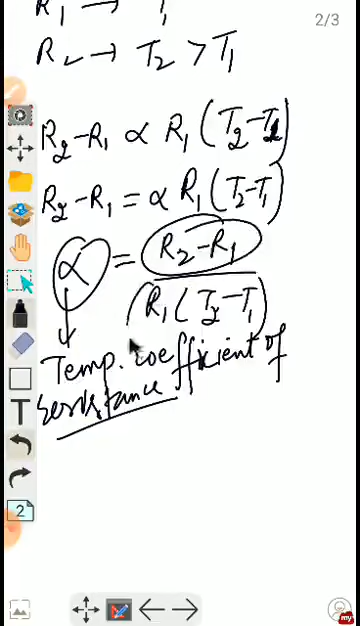 R₁ → T₁
2/3
R₂ → T₂ > T₁
R₂ - R₁ ∝ R₁ (T₂ - T₁)
R₂ - R₁ = ∝ R₁ (T₂ - T₁)
∝ = R₂ - R₁
R₁ (T₂ - T₁)
Temp. coefficient of
resistance
T
2
my